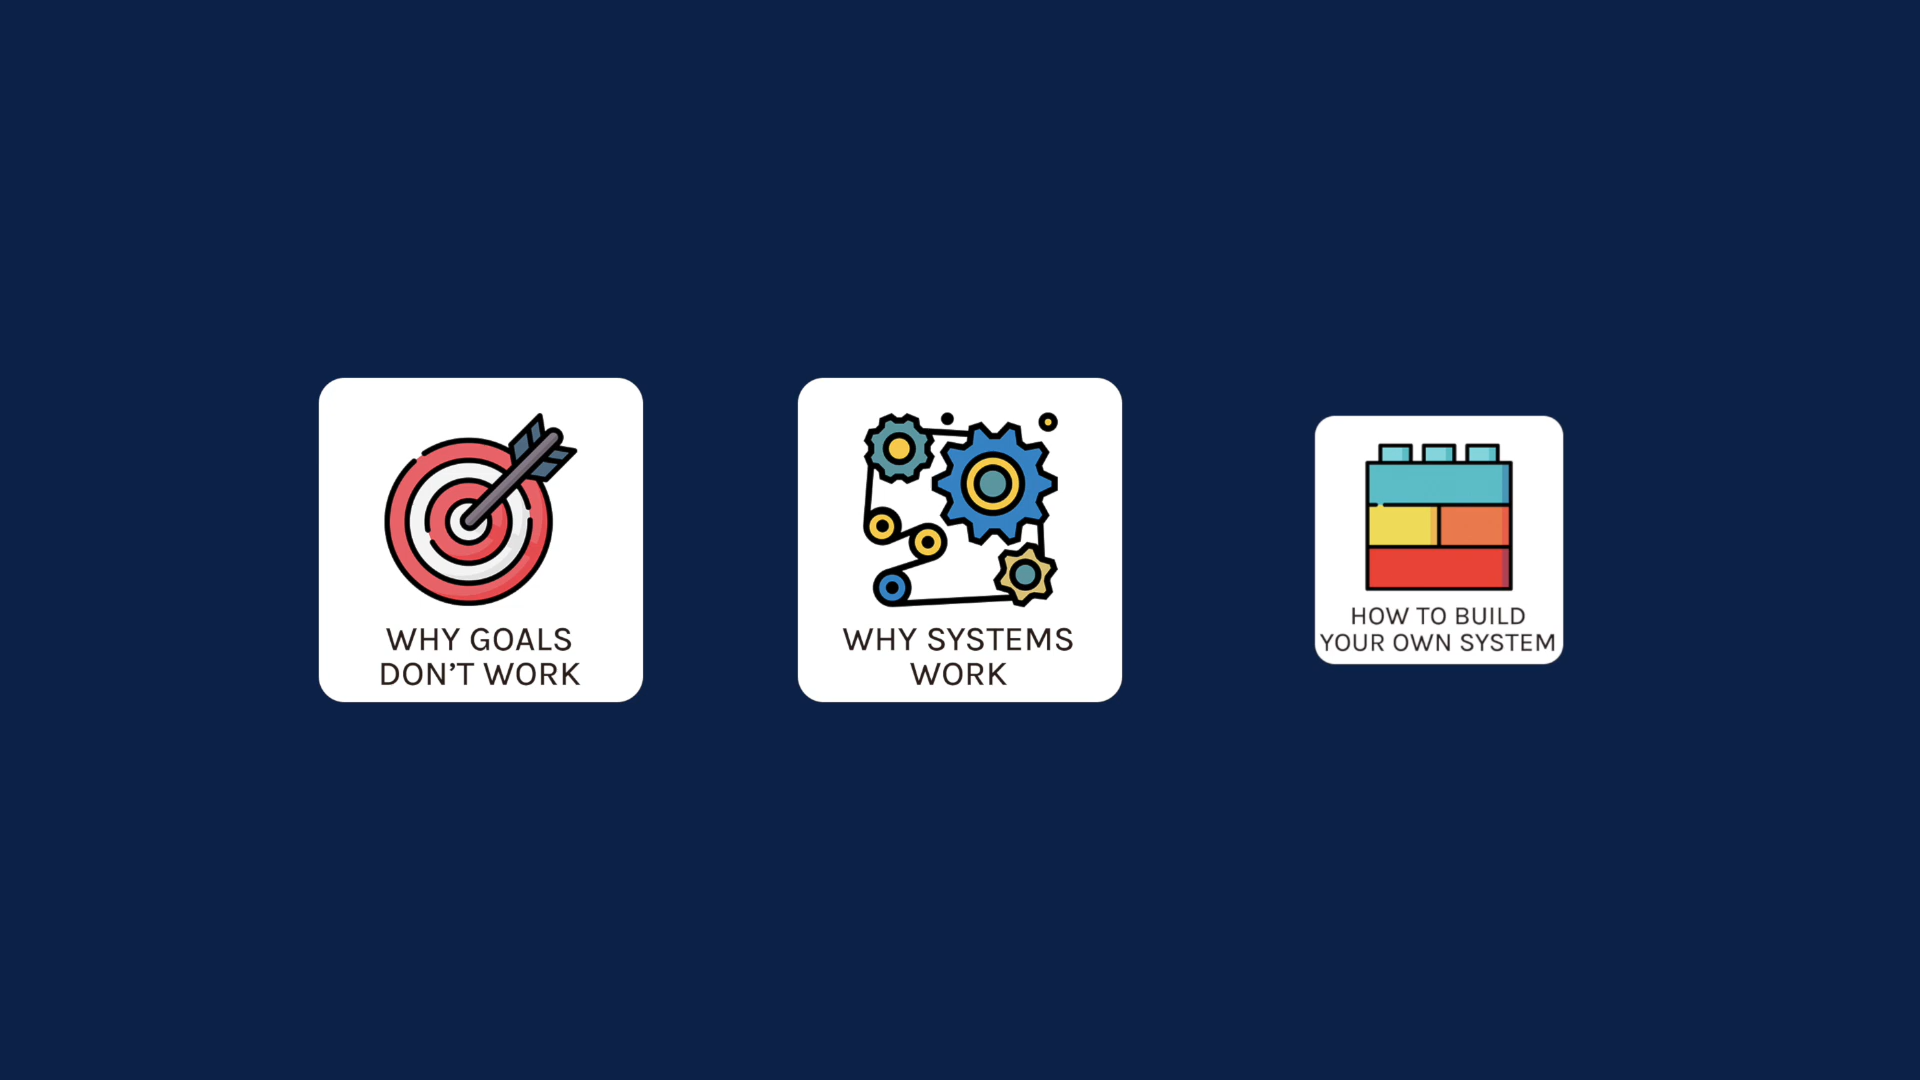 WHY GOALS
DON’T WORK
WHY SYSTEMS
WORK
HOW TO BUILD
YOUR OWN SYSTEM